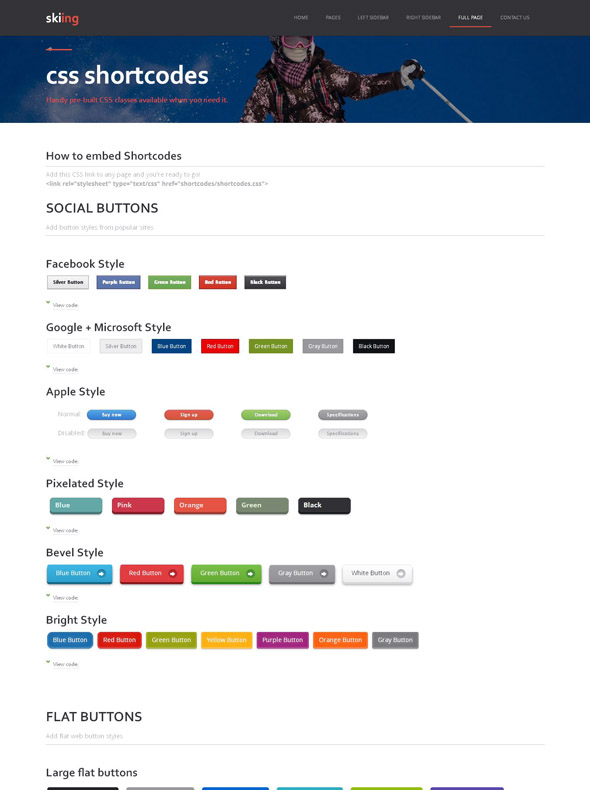 skiing
HOME PAGES LEFT SIDEBAR RIGHT SIDEBAR FULL PAGE CONTACT US
css shortcodes
Handy pre-built CSS classes available when you need it.
How to embed Shortcodes
Add this CSS link to any page and you're ready to go!
<link rel="stylesheet" type="text/css" href="shortcodes/shortcodes.css">
SOCIAL BUTTONS
Add button styles from popular sites
Facebook Style
Silver Button Purple Button Green Button Red Button Black Button
View code:
Google + Microsoft Style
White Button Silver Button Blue Button Red Button Green Button Gray Button Black Button
View code:
Apple Style
Normal: Buy now Sign up Download Specifications
Disabled: Buy now Sign up Download Specifications
View code:
Pixelated Style
Blue Pink Orange Green Black
View code:
Bevel Style
Blue Button Red Button Green Button Gray Button White Button
View code:
Bright Style
Blue Button Red Button Green Button Yellow Button Purple Button Orange Button Gray Button
View code:
FLAT BUTTONS
Add flat web button styles
Large flat buttons